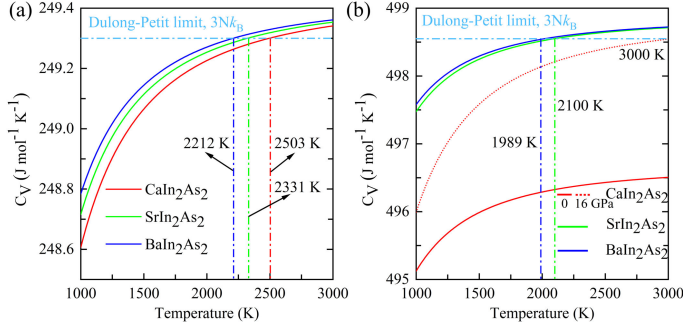 (a)
Dulong-Petit limit, 3Nk_B
249.4
249.2
249.0
248.8
248.6
C_V (J mol⁻¹ K⁻¹)
2212 K
2503 K
2331 K
CaIn₂As₂
SrIn₂As₂
BaIn₂As₂
1000 1500 2000 2500 3000
Temperature (K)
(b)
Dulong-Petit limit, 3Nk_B
499
498
497
496
495
C_V (J mol⁻¹ K⁻¹)
3000 K
2100 K
1989 K
CaIn₂As₂
0 16 GPa
SrIn₂As₂
BaIn₂As₂
1000 1500 2000 2500 3000
Temperature (K)